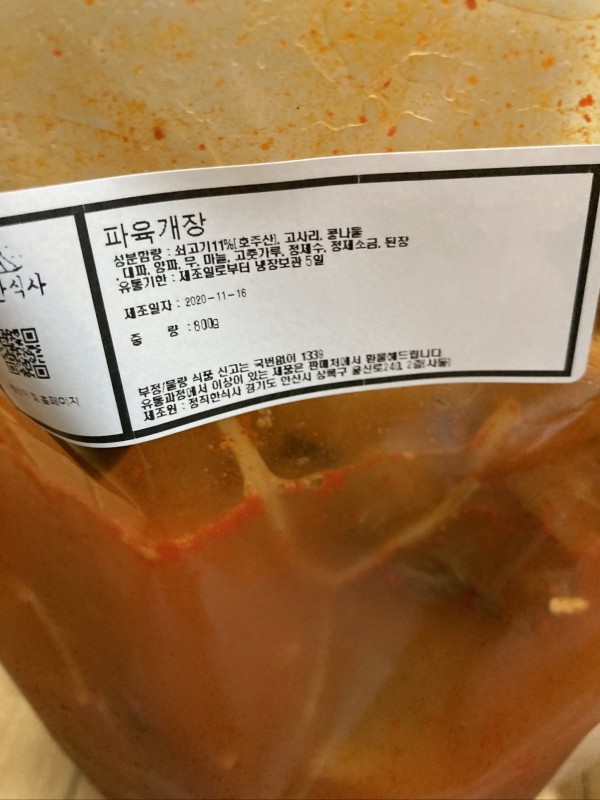 파육개장
성분함량 : 쇠고기11%[호주산], 고사리, 콩나물
, 대파, 양파, 무, 마늘, 고춧가루, 정제수, 정제소금, 된장
유통기한 : 제조일로부터 냉장보관 5일
제조일자 : 2020-11-16
중 량 : 800g
부정/불량 식품 신고는 국번없이 1339
유통과정에서 이상이 있는 제품은 판매처에서 환불해드립니다
제조원 : 정직한식사 경기도 안산시 상록구
한식사
및 홈페이지